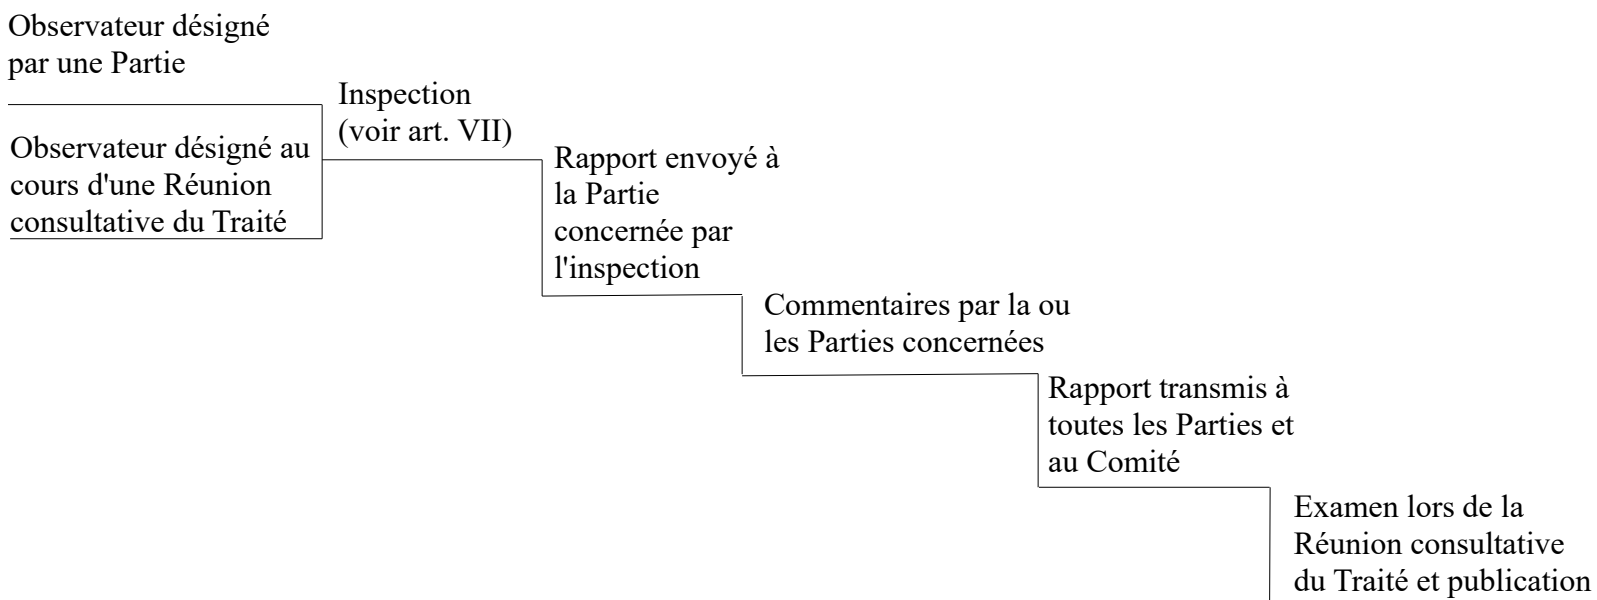 Observateur désigné
par une Partie
Observateur désigné au
cours d'une Réunion
consultative du Traité
Inspection
(voir art. VII)
Rapport envoyé à
la Partie
concernée par
l'inspection
Commentaires par la ou
les Parties concernées
Rapport transmis à
toutes les Parties et
au Comité
Examen lors de la
Réunion consultative
du Traité et publication